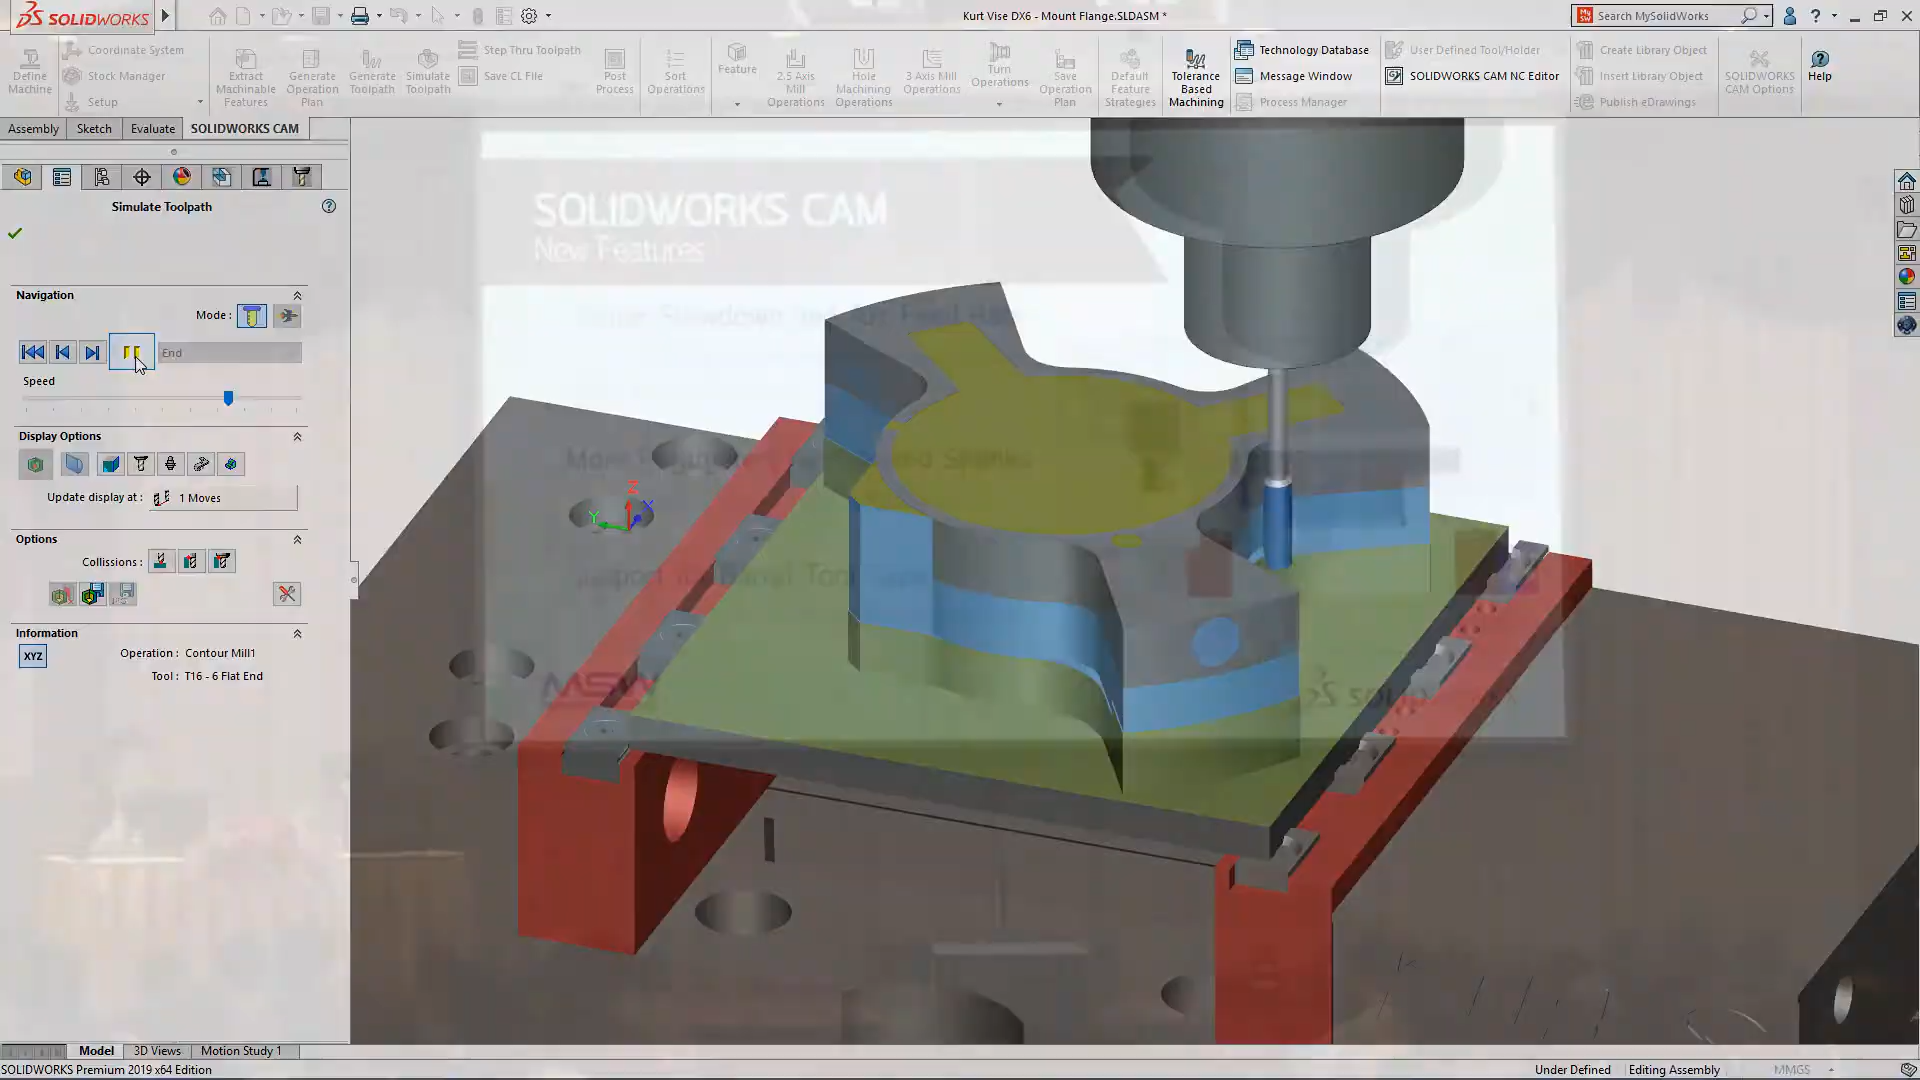 SOLIDWORKS
Kurt Vise DX6 - Mount Flange.SLDASM *
Search MySolidWorks
Define Machine
Coordinate System
Stock Manager
Setup
Extract Machinable Features
Generate Operation Plan
Generate Toolpath
Simulate Toolpath
Step Thru Toolpath
Save CL File
Post Process
Sort Operations
Feature
2.5 Axis Mill Operations
Hole Machining Operations
3 Axis Mill Operations
Turn Operations
Save Operation Plan
Default Feature Strategies
Tolerance Based Machining
Technology Database
Message Window
Process Manager
User Defined Tool/Holder
SOLIDWORKS CAM NC Editor
Create Library Object
Insert Library Object
Publish eDrawings
SOLIDWORKS CAM Options
Help
Assembly
Sketch
Evaluate
SOLIDWORKS CAM
Simulate Toolpath
Navigation
Mode :
End
Speed
Display Options
Update display at :
1 Moves
Options
Collisions :
Information
XYZ
Operation : Contour Mill1
Tool : T16 - 6 Flat End
SOLIDWORKS CAM
New Features
Z
X
Y
MSW
Model
3D Views
Motion Study 1
SOLIDWORKS Premium 2019 x64 Edition
Under Defined
Editing Assembly
MMGS